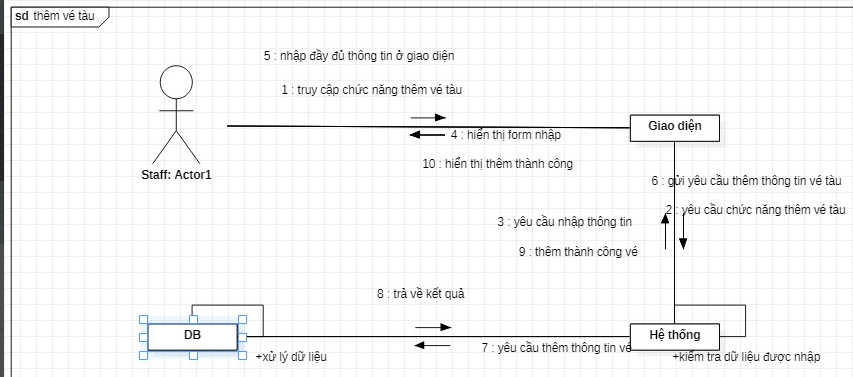 sd thêm vé tàu
5 : nhập đầy đủ thông tin ở giao diện
1 : truy cập chức năng thêm vé tàu
Giao diện
4 : hiển thị form nhập
10 : hiển thị thêm thành công
Staff: Actor1
6 : gửi yêu cầu thêm thông tin vé tàu
2 : yêu cầu chức năng thêm vé tàu
3 : yêu cầu nhập thông tin
9 : thêm thành công vé
8 : trả về kết quả
DB
Hệ thống
7 : yêu cầu thêm thông tin vé
+xử lý dữ liệu
+kiểm tra dữ liệu được nhập